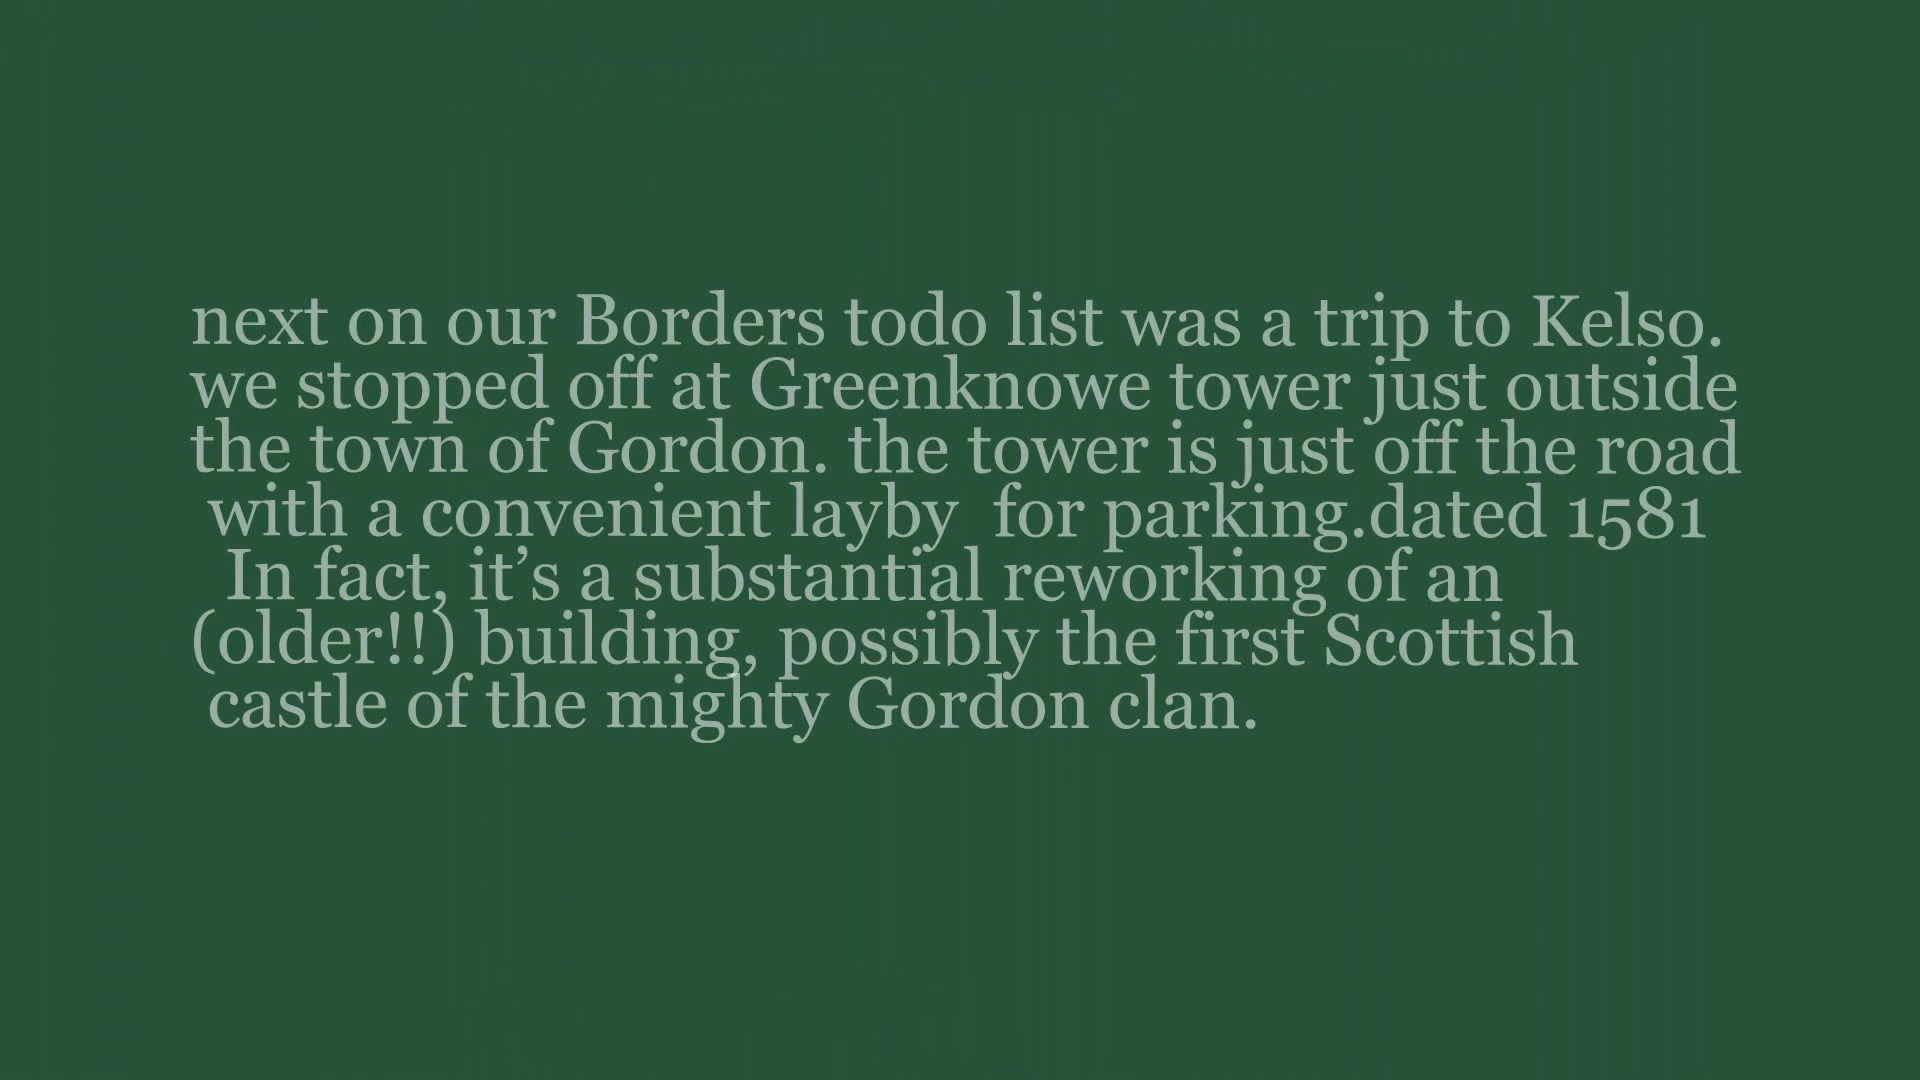 next on our Borders todo list was a trip to Kelso.
we stopped off at Greenknowe tower just outside
the town of Gordon. the tower is just off the road
with a convenient layby  for parking.dated 1581
In fact, it’s a substantial reworking of an
(older!!) building, possibly the first Scottish
castle of the mighty Gordon clan.